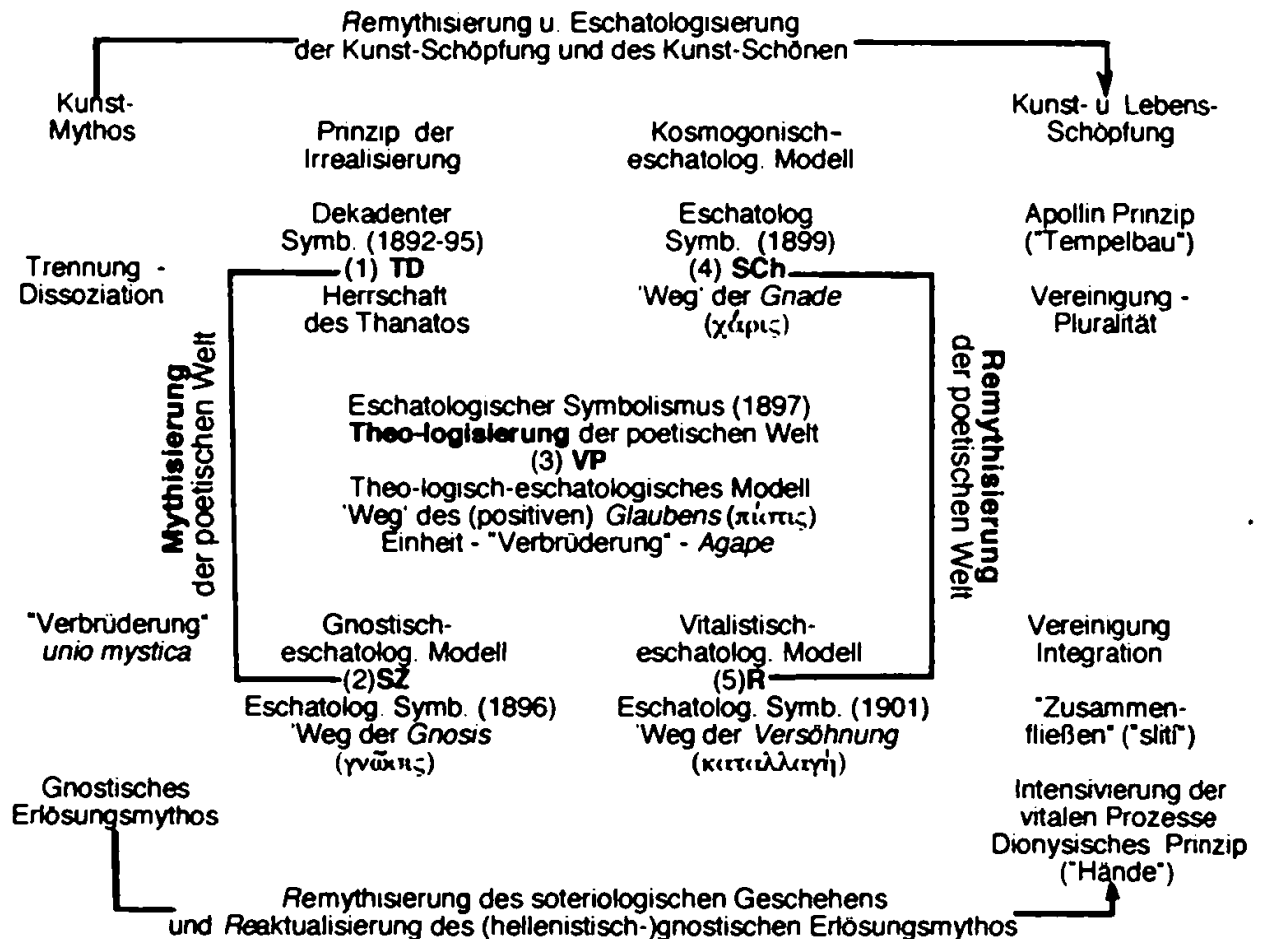 Remythisierung u. Eschatologisierung
der Kunst-Schöpfung und des Kunst-Schönen
Kunst-
Mythos
Prinzip der
Irrealisierung
Kosmogonisch-
eschatolog. Modell
Kunst- u Lebens-
Schöpfung
Dekadenter
Symb. (1892-95)
(1) TD
Herrschaft
des Thanatos
Eschatolog
Symb. (1899)
(4) SCh
'Weg' der Gnade
(χάρις)
Apollin Prinzip
("Tempelbau")
Trennung -
Dissoziation
Vereinigung -
Pluralität
Mythisierung
der poetischen Welt
Remythisierung
der poetischen Welt
Eschatologischer Symbolismus (1897)
Theo-logisierung der poetischen Welt
(3) VP
Theo-logisch-eschatologisches Modell
'Weg' des (positiven) Glaubens (πίστις)
Einheit - "Verbrüderung" - Agape
"Verbrüderung"
unio mystica
Gnostisch-
eschatolog. Modell
(2) SŽ
Eschatolog. Symb. (1896)
'Weg der Gnosis
(γνῶσις)
Vitalistisch-
eschatolog. Modell
(5) R
Eschatolog. Symb. (1901)
'Weg der Versöhnung
(καταλλαγή)
Vereinigung
Integration
"Zusammen-
fließen" ("slití")
Gnostisches
Erlösungsmythos
Intensivierung der
vitalen Prozesse
Dionysisches Prinzip
("Hände")
Remythisierung des soteriologischen Geschehens
und Reaktualisierung des (hellenistisch-)gnostischen Erlösungsmythos